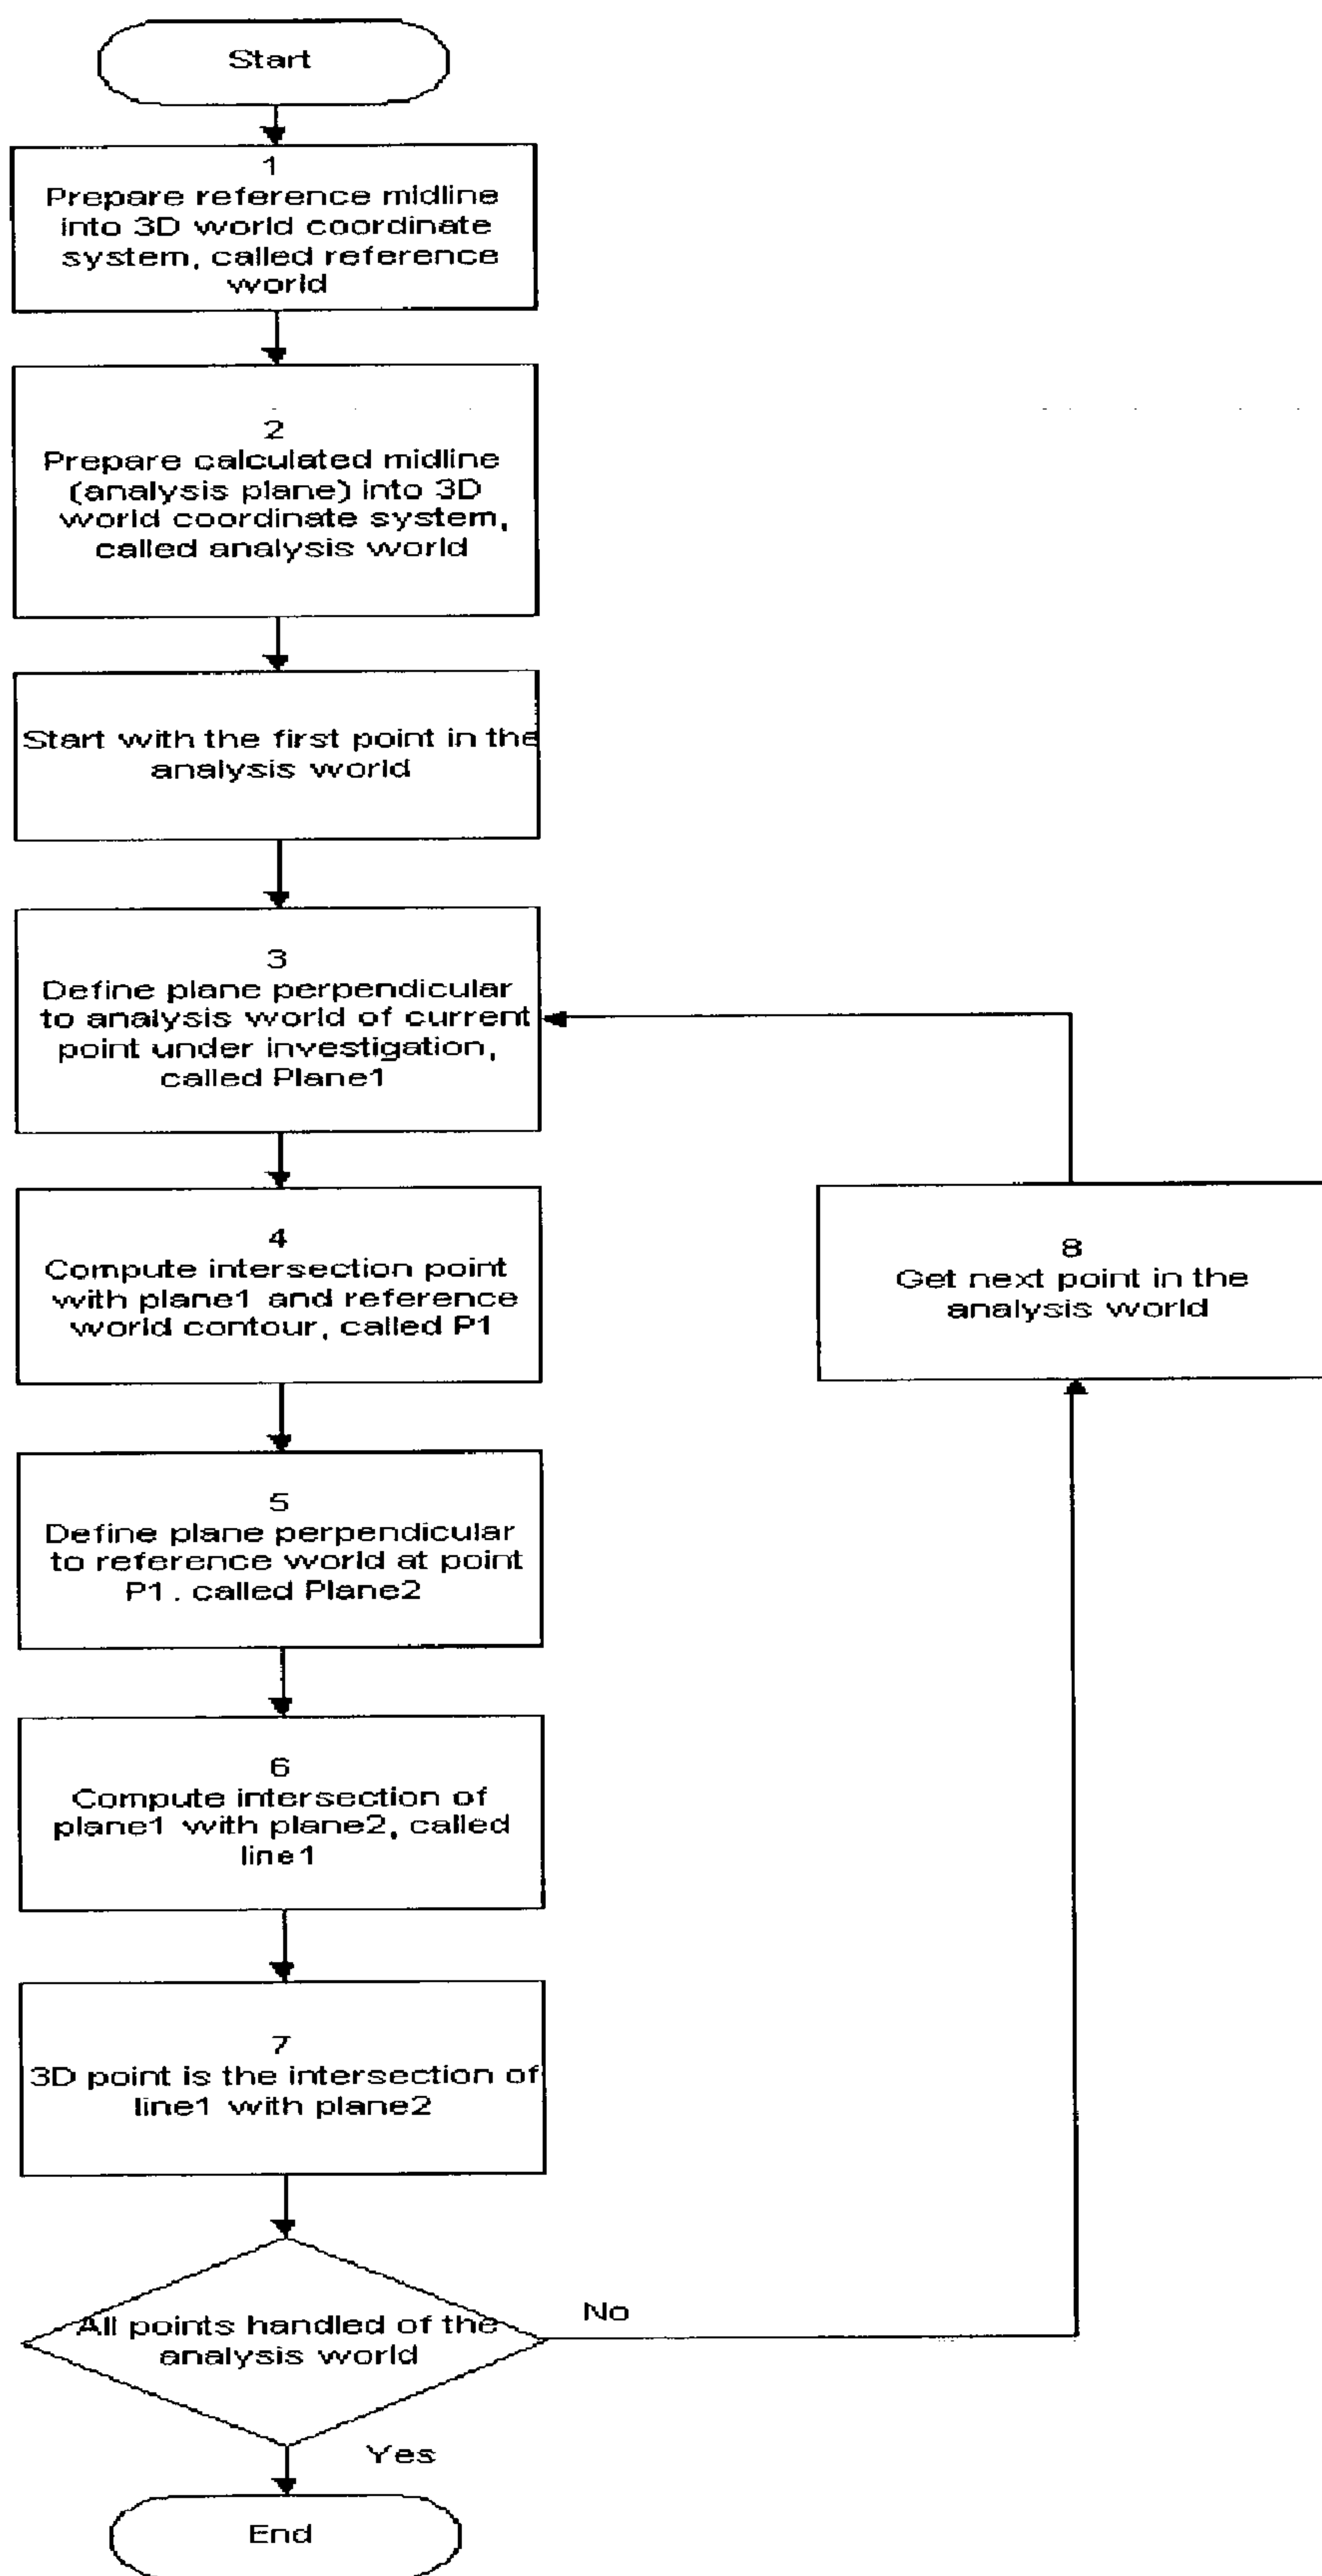 Start
1
Prepare reference midline
into 3D world coordinate
system, called reference
world
2
Prepare calculated midline
(analysis plane) into 3D
world coordinate system,
called analysis world
Start with the first point in the
analysis world
3
Define plane perpendicular
to analysis world of current
point under investigation,
called Plane1
4
Compute intersection point
with plane1 and reference
world contour, called P1
5
Define plane perpendicular
to reference world at point
P1. called Plane2
6
Compute intersection of
plane1 with plane2, called
line1
7
3D point is the intersection of
line1 with plane2
All points handled of the
analysis world
No
8
Get next point in the
analysis world
Yes
End